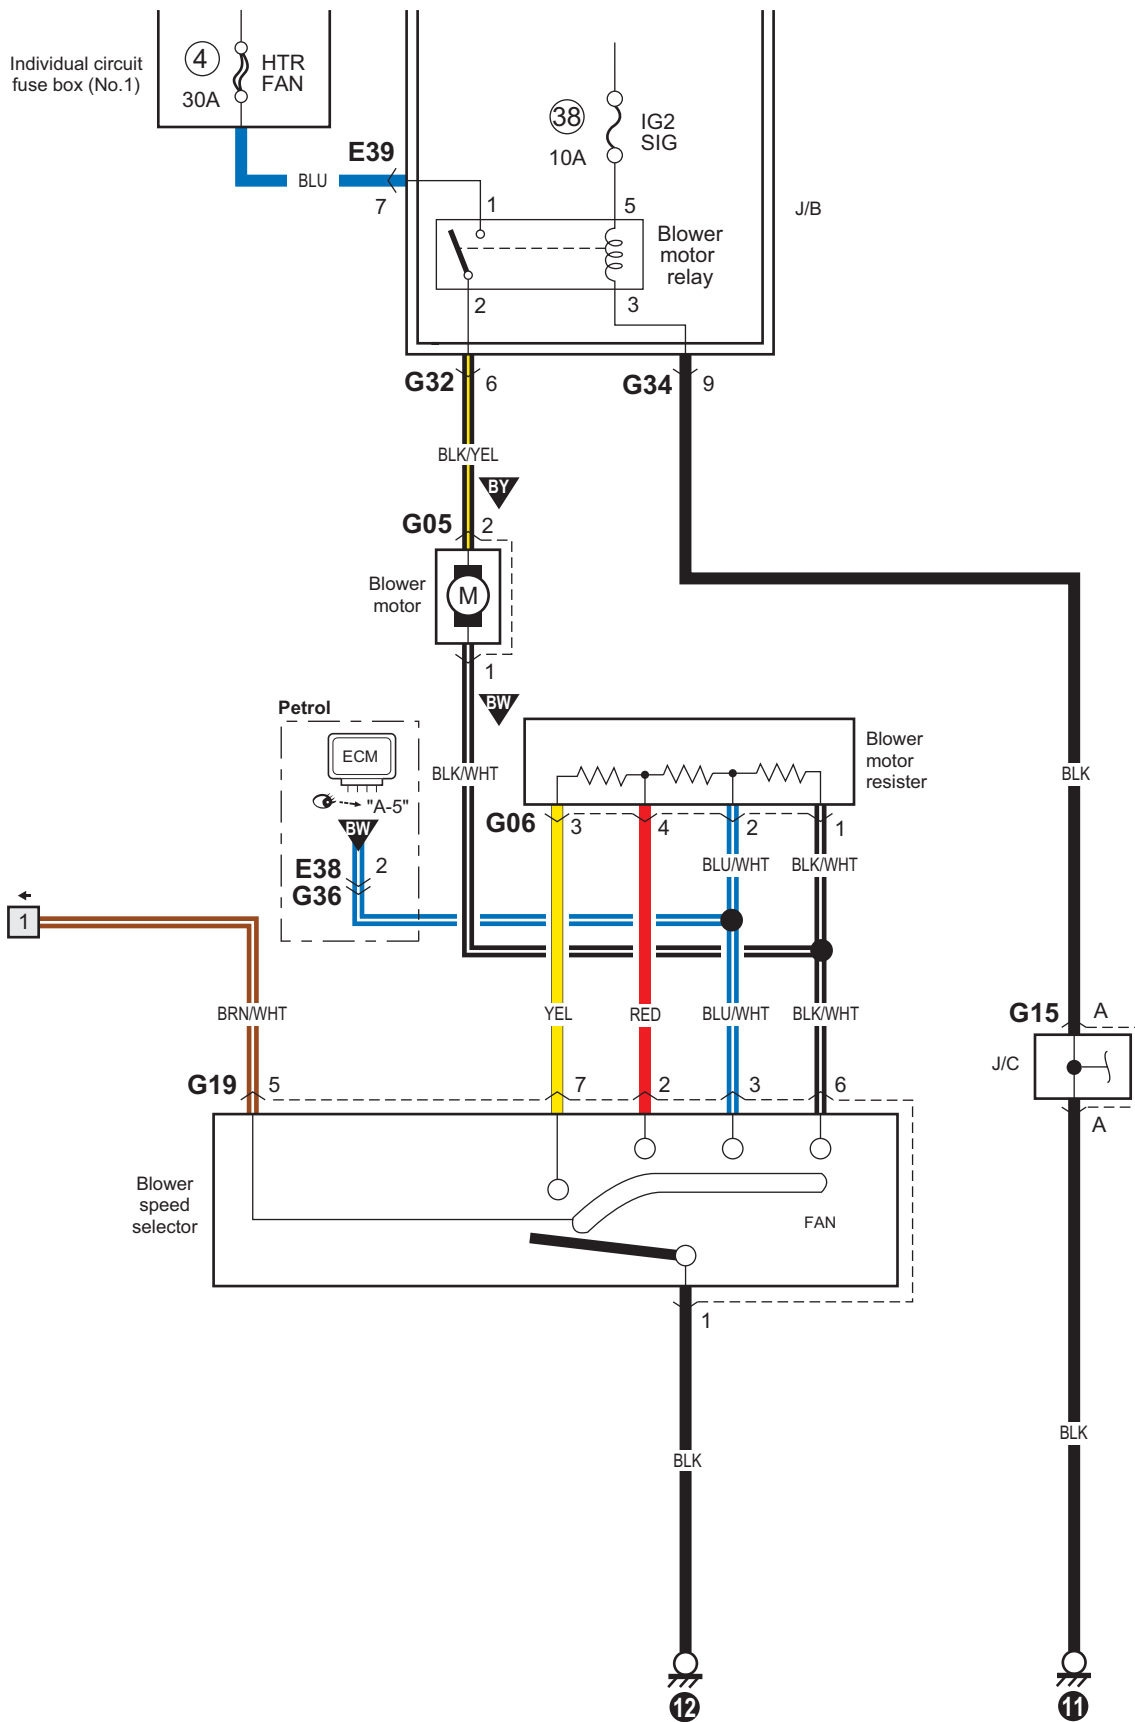 Individual circuit
fuse box (No.1)
4
30A
HTR
FAN
38
10A
IG2
SIG
E39
BLU
7
1
5
J/B
Blower
motor
relay
2
3
G32
6
G34
9
BLK/YEL
BY
G05
2
Blower
motor
M
1
BW
Petrol
ECM
"A-5"
BW
E38
2
G36
BLK/WHT
Blower
motor
resister
BLK
G06
3
4
2
1
BLU/WHT
BLK/WHT
1
BRN/WHT
YEL
RED
BLU/WHT
BLK/WHT
G15
A
J/C
A
G19
5
7
2
3
6
Blower
speed
selector
FAN
1
BLK
BLK
12
11